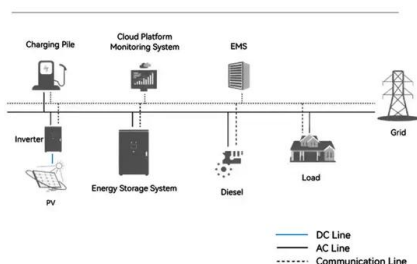 Charging Pile
Cloud Platform
Monitoring System
EMS
Grid
Inverter
PV
Energy Storage System
Diesel
Load
DC Line
AC Line
Communication Line